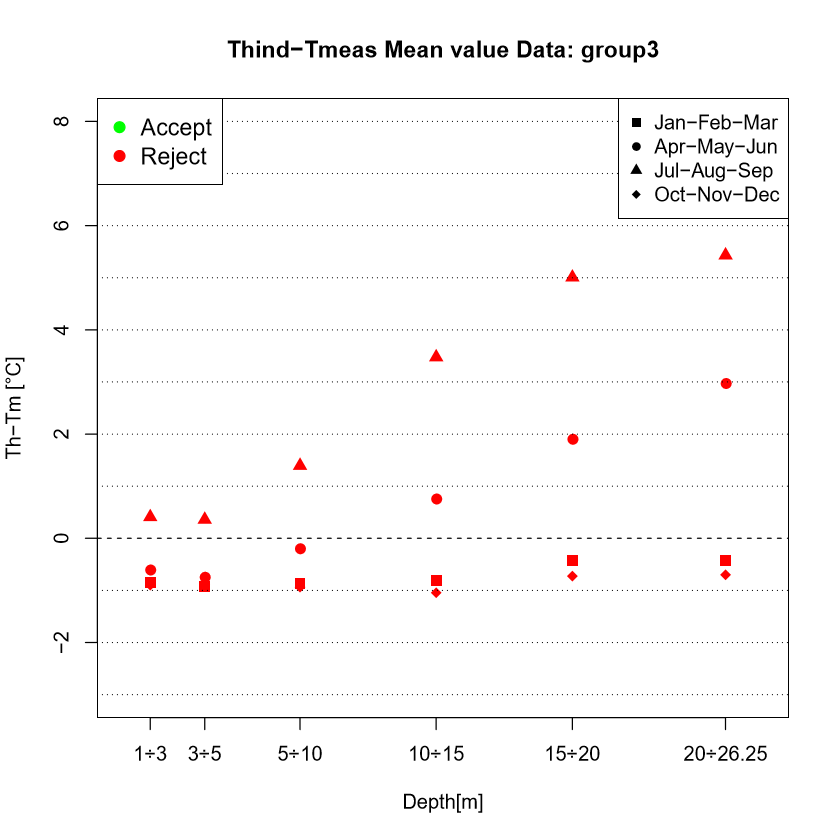 Thind−Tmeas Mean value Data: group3
Accept
Reject
Jan−Feb−Mar
Apr−May−Jun
Jul−Aug−Sep
Oct−Nov−Dec
8
6
4
2
0
−2
Th−Tm [°C]
1÷3 3÷5 5÷10 10÷15 15÷20 20÷26.25
Depth[m]